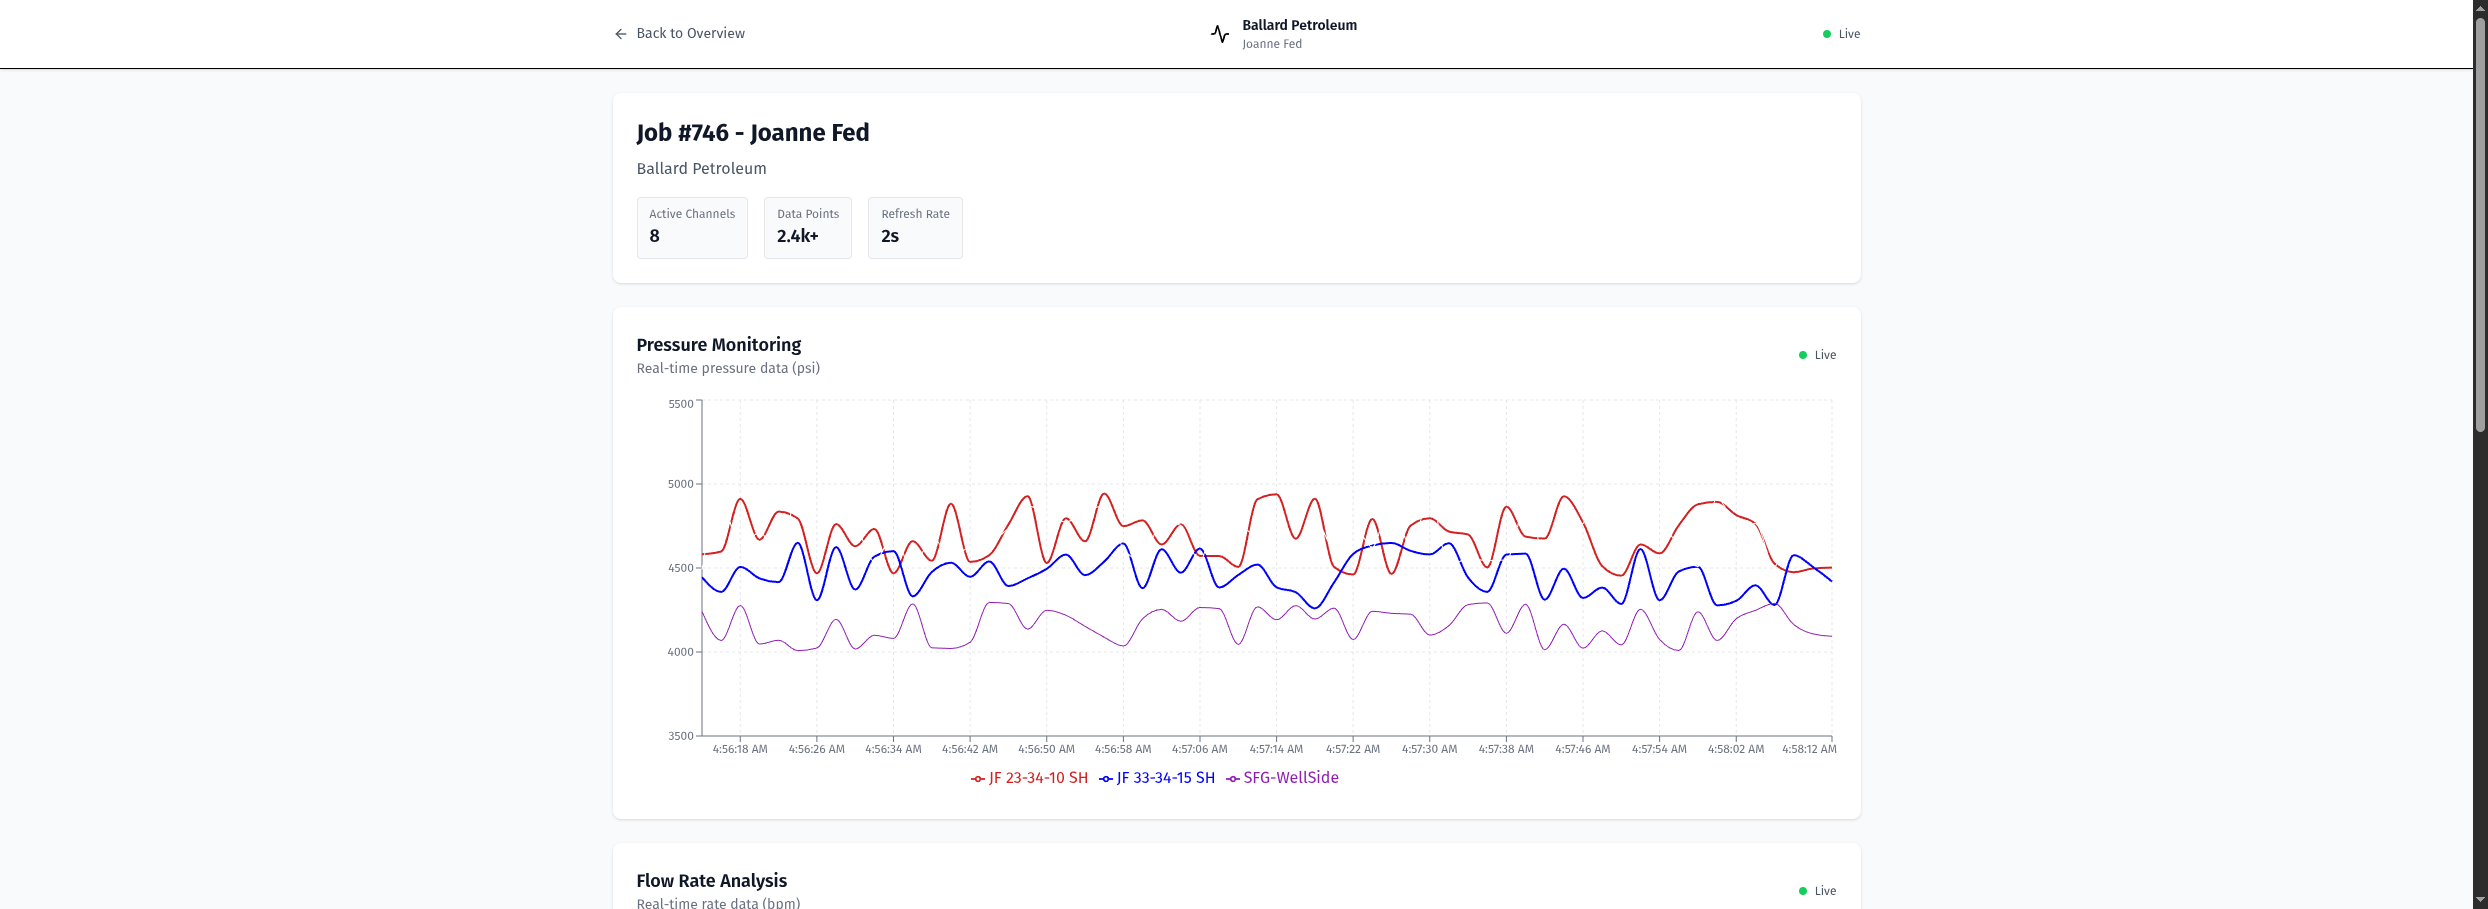 Back to Overview
Ballard Petroleum
Joanne Fed
Live
Job #746 - Joanne Fed
Ballard Petroleum
Active Channels
8
Data Points
2.4k+
Refresh Rate
2s
Pressure Monitoring
Real-time pressure data (psi)
Live
5500
5000
4500
4000
3500
4:56:18 AM 4:56:26 AM 4:56:34 AM 4:56:42 AM 4:56:50 AM 4:56:58 AM 4:57:06 AM 4:57:14 AM 4:57:22 AM 4:57:30 AM 4:57:38 AM 4:57:46 AM 4:57:54 AM 4:58:02 AM 4:58:12 AM
JF 23-34-10 SH JF 33-34-15 SH SFG-WellSide
Flow Rate Analysis
Real-time rate data (bpm)
Live